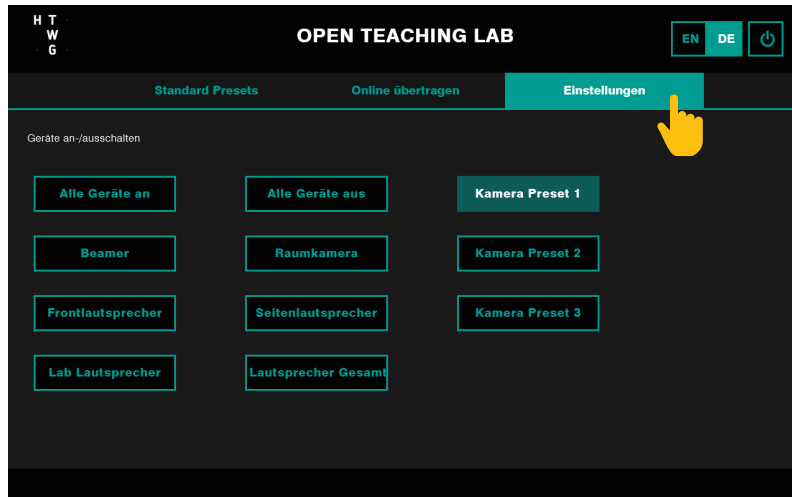 H T
W
G
OPEN TEACHING LAB
EN DE
Standard Presets
Online übertragen
Einstellungen
Geräte an-/ausschalten
Alle Geräte an
Alle Geräte aus
Kamera Preset 1
Beamer
Raumkamera
Kamera Preset 2
Frontlautsprecher
Seitenlautsprecher
Kamera Preset 3
Lab Lautsprecher
Lautsprecher Gesamt